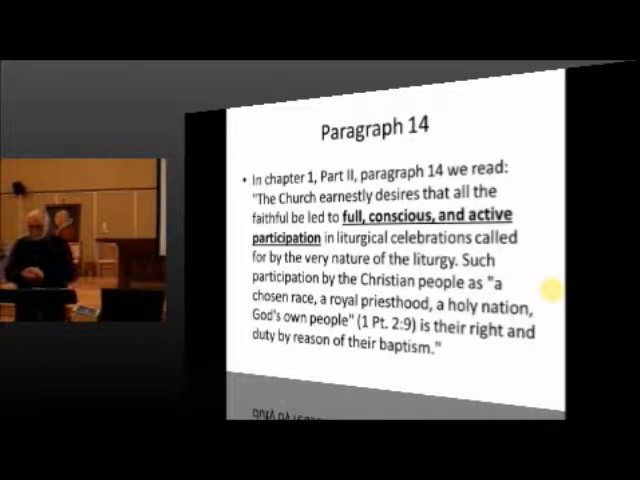 Paragraph 14
• In chapter 1, Part II, paragraph 14 we read:
"The Church earnestly desires that all the
faithful be led to full, conscious, and active
participation in liturgical celebrations called
for by the very nature of the liturgy. Such
participation by the Christian people as "a
chosen race, a royal priesthood, a holy nation,
God's own people" (1 Pt. 2:9) is their right and
duty by reason of their baptism."